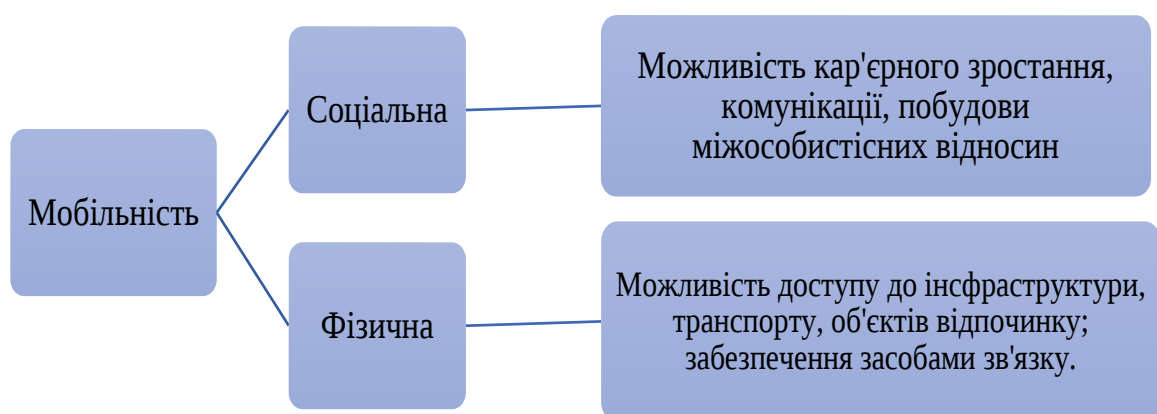 Мобільність
Соціальна
Можливість кар'єрного зростання,
комунікації, побудови
міжособистісних відносин
Фізична
Можливість доступу до інсфраструктури,
транспорту, об'єктів відпочинку;
забезпечення засобами зв'язку.